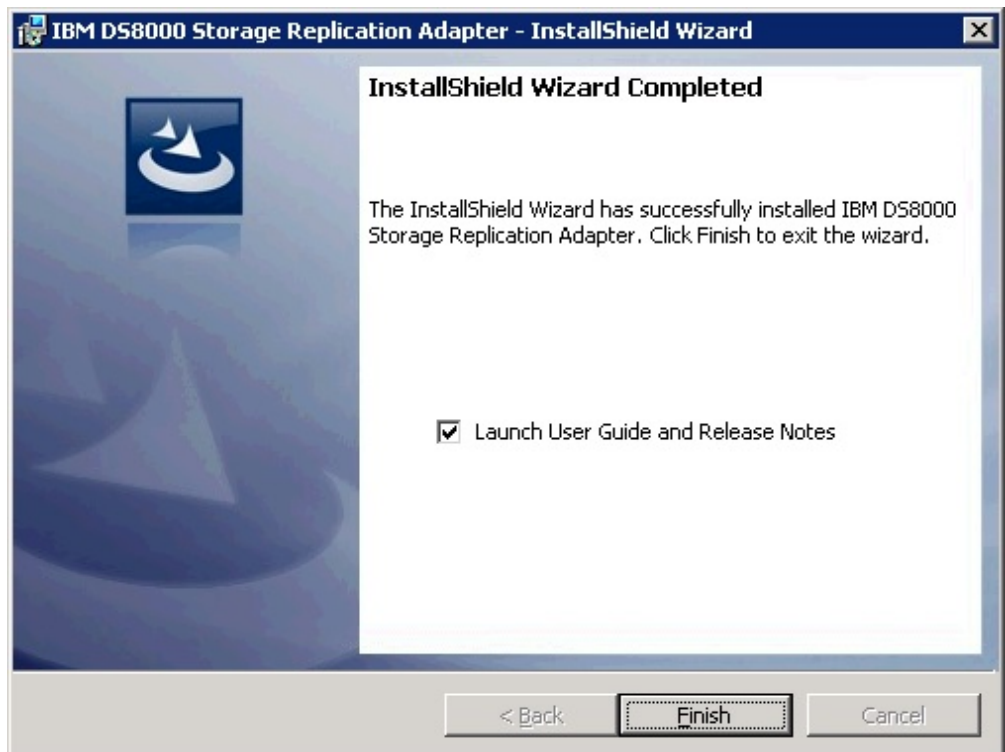 IBM DS8000 Storage Replication Adapter - InstallShield Wizard
InstallShield Wizard Completed
The InstallShield Wizard has successfully installed IBM DS8000
Storage Replication Adapter. Click Finish to exit the wizard.
Launch User Guide and Release Notes
< Back
Finish
Cancel